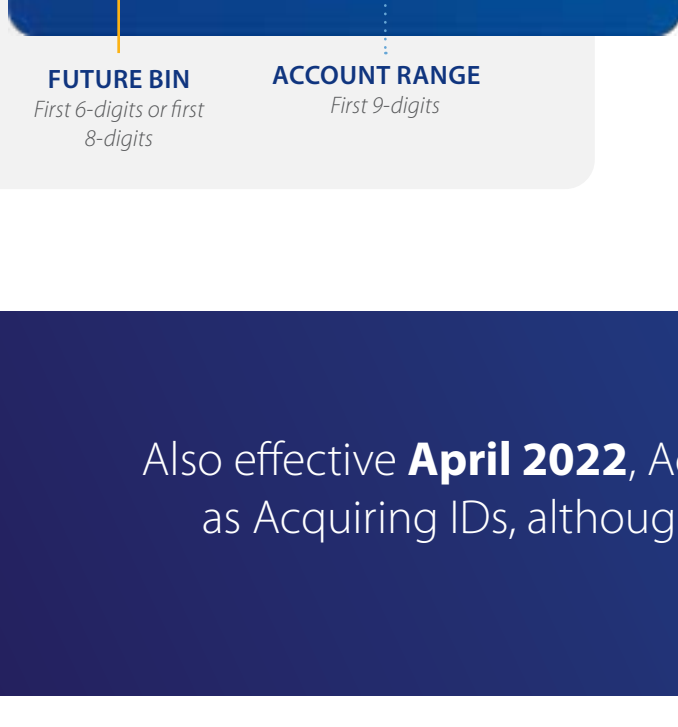 FUTURE BIN
First 6-digits or first
8-digits
ACCOUNT RANGE
First 9-digits
Also effective April 2022,
as Acquiring IDs,